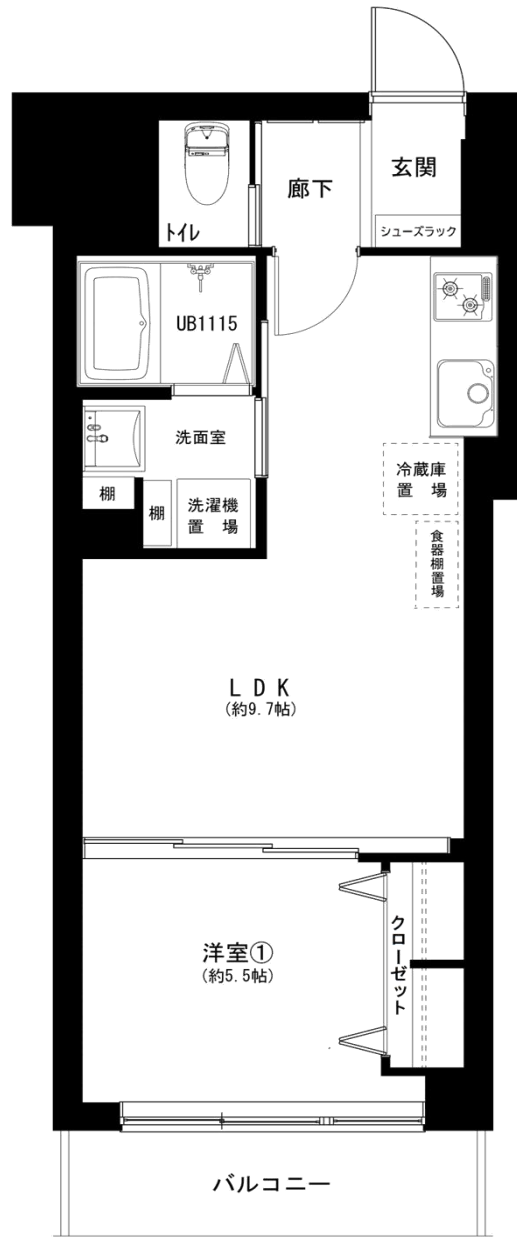 玄関
廊下
シューズラック
トイレ
UB1115
洗面室
棚
棚
洗濯機
置　場
冷蔵庫
置　場
食器棚置場
ＬＤＫ
(約9.7帖)
洋室①
(約5.5帖)
クローゼット
バルコニー